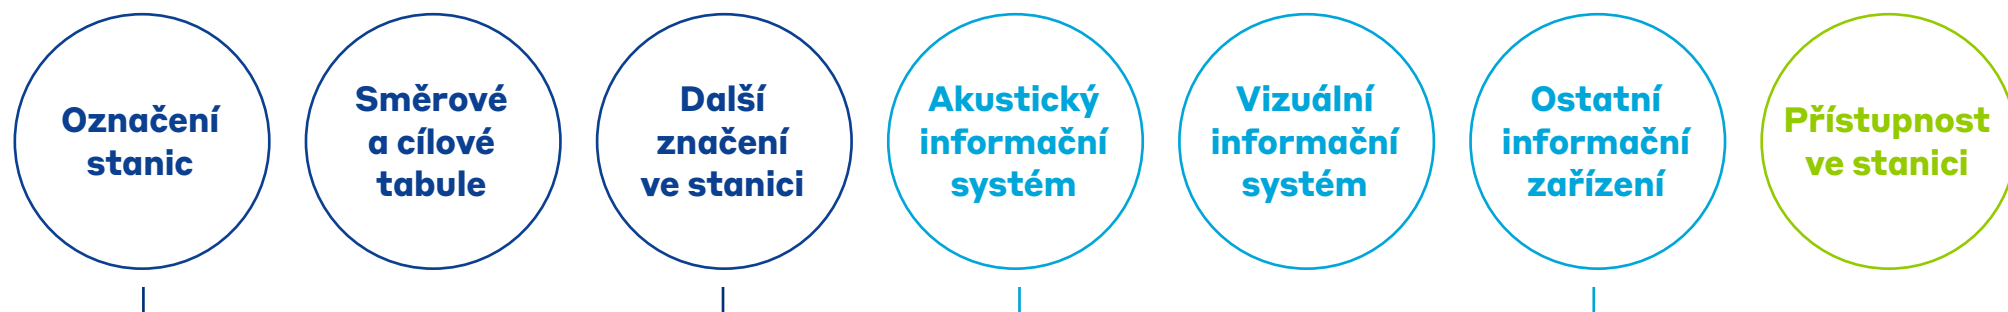 Označení
stanic
Směrové
a cílové
tabule
Další
značení
ve stanici
Akustický
informační
systém
Vizuální
informační
systém
Ostatní
informační
zařízení
Přístupnost
ve stanici